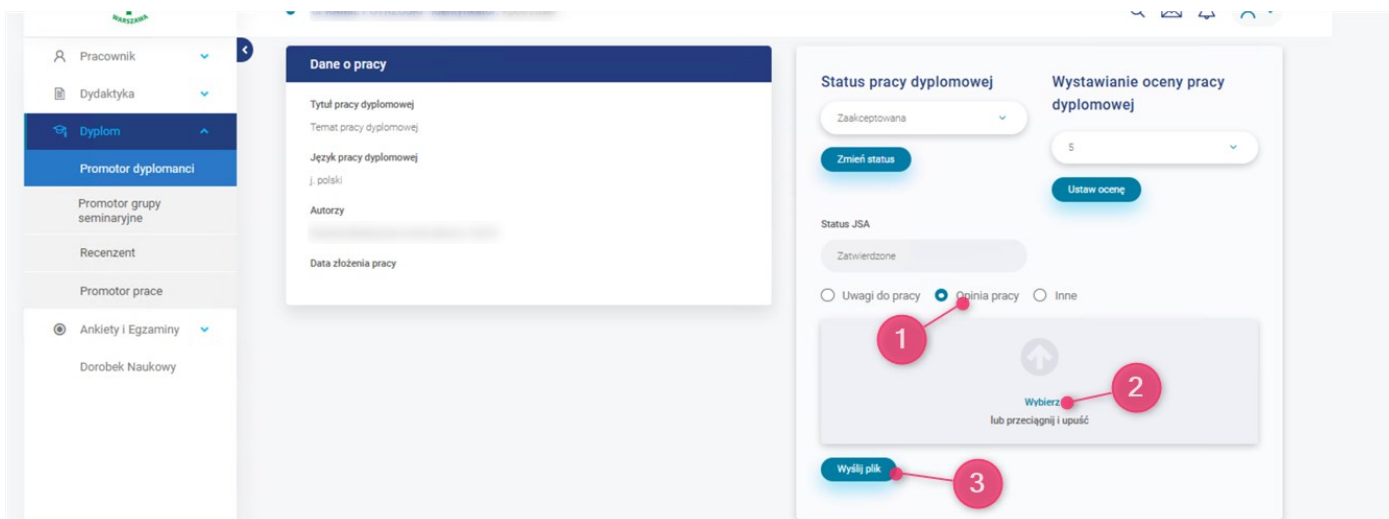 WARSZAWA
Pracownik
Dydaktyka
Dyplom
Promotor dyplomanci
Promotor grupy
seminaryjne
Recenzent
Promotor prace
Ankiety i Egzaminy
Dorobek Naukowy
Dane o pracy
Tytuł pracy dyplomowej
Temat pracy dyplomowej
Język pracy dyplomowej
j. polski
Autorzy
Data złożenia pracy
Status pracy dyplomowej
Zaakceptowana
Zmień status
Wystawianie oceny pracy
dyplomowej
5
Ustaw ocenę
Status JSA
Zatwierdzone
Uwagi do pracy Opinia pracy Inne
1
Wybierz
2
lub przeciągnij i upuść
Wyślij plik
3